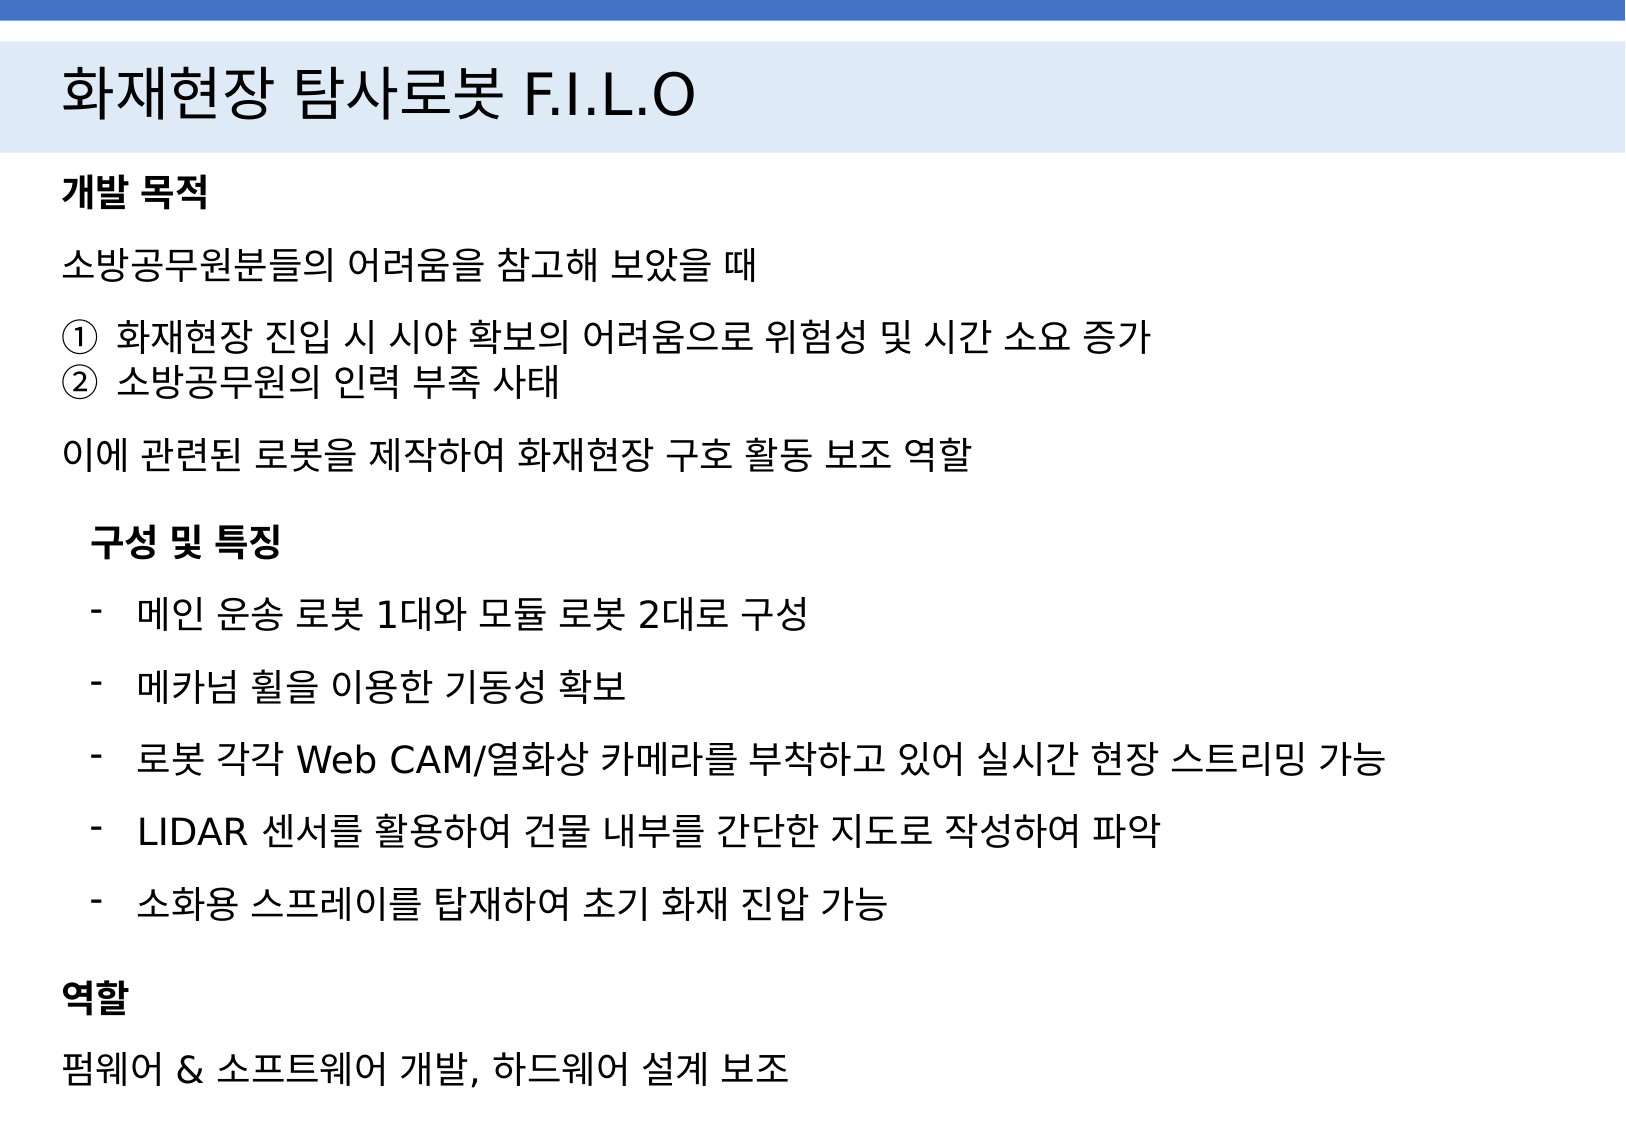 화재현장 탐사로봇 F.I.L.O
개발 목적
소방공무원분들의 어려움을 참고해 보았을 때
① 화재현장 진입 시 시야 확보의 어려움으로 위험성 및 시간 소요 증가
② 소방공무원의 인력 부족 사태
이에 관련된 로봇을 제작하여 화재현장 구호 활동 보조 역할
구성 및 특징
- 메인 운송 로봇 1대와 모듈 로봇 2대로 구성
- 메카넘 휠을 이용한 기동성 확보
- 로봇 각각 Web CAM/열화상 카메라를 부착하고 있어 실시간 현장 스트리밍 가능
- LIDAR 센서를 활용하여 건물 내부를 간단한 지도로 작성하여 파악
- 소화용 스프레이를 탑재하여 초기 화재 진압 가능
역할
펌웨어 & 소프트웨어 개발, 하드웨어 설계 보조